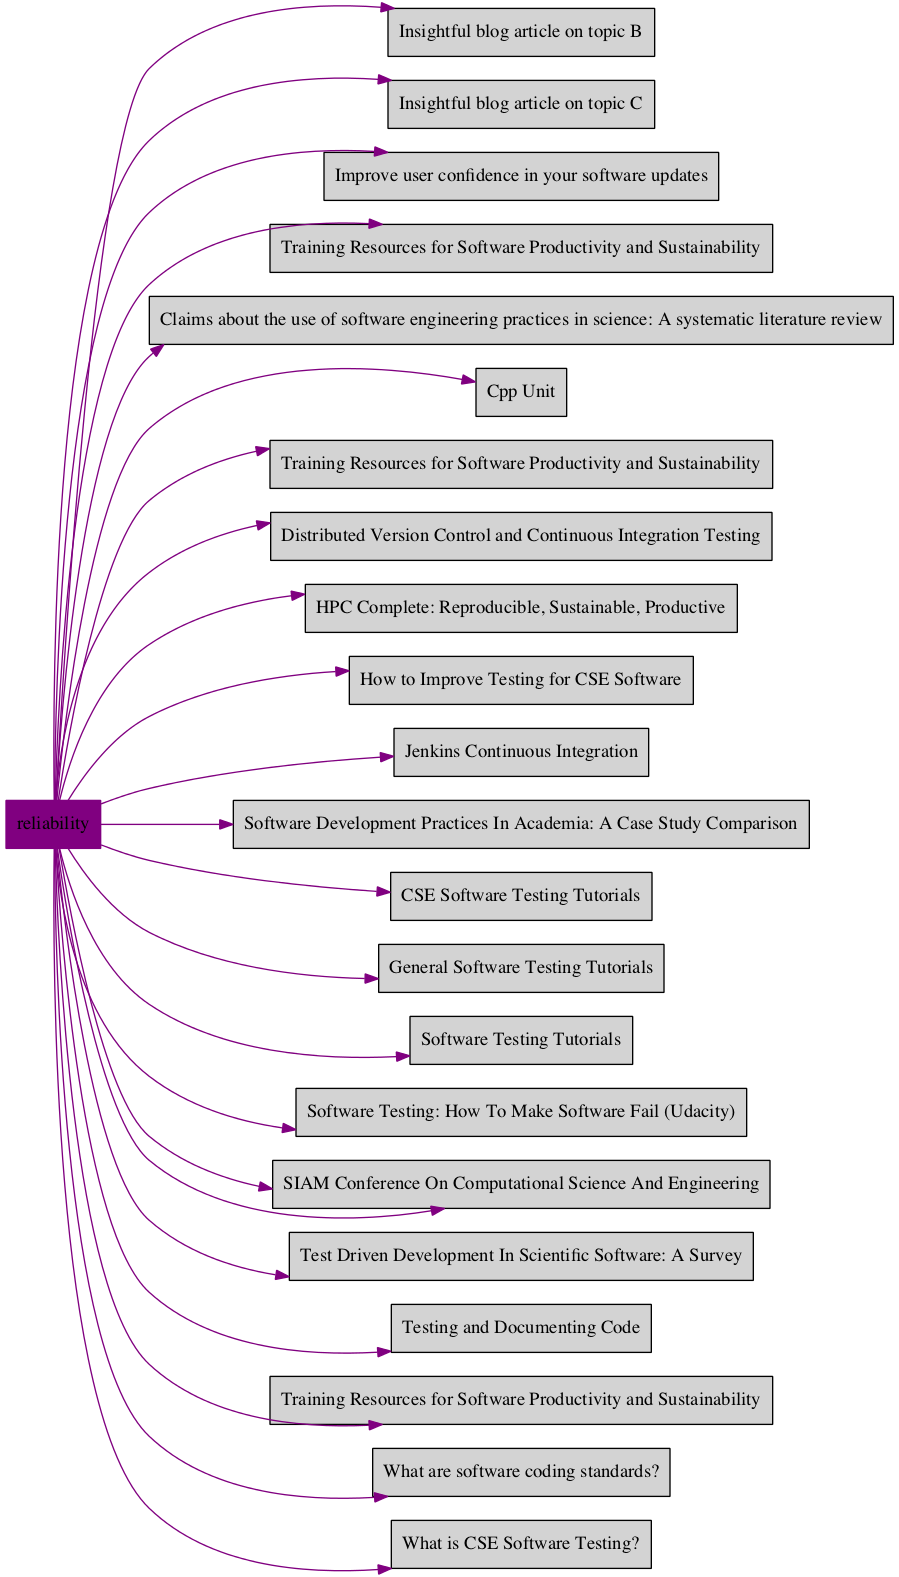 Insightful blog article on topic B
Insightful blog article on topic C
Improve user confidence in your software updates
Training Resources for Software Productivity and Sustainability
Claims about the use of software engineering practices in science: A systematic literature review
Cpp Unit
Training Resources for Software Productivity and Sustainability
Distributed Version Control and Continuous Integration Testing
HPC Complete: Reproducible, Sustainable, Productive
How to Improve Testing for CSE Software
Jenkins Continuous Integration
reliability
Software Development Practices In Academia: A Case Study Comparison
CSE Software Testing Tutorials
General Software Testing Tutorials
Software Testing Tutorials
Software Testing: How To Make Software Fail (Udacity)
SIAM Conference On Computational Science And Engineering
Test Driven Development In Scientific Software: A Survey
Testing and Documenting Code
Training Resources for Software Productivity and Sustainability
What are software coding standards?
What is CSE Software Testing?